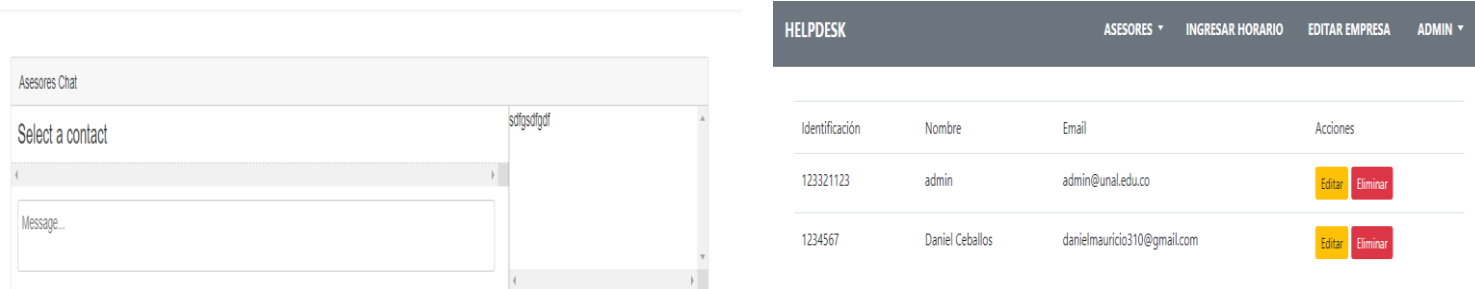 Asesores Chat
Select a contact
sdfgsdfgdf
Message...
HELPDESK ASESORES INGRESAR HORARIO EDITAR EMPRESA ADMIN
Identificación Nombre Email Acciones
123321123 admin admin@unal.edu.co Editar Eliminar
1234567 Daniel Ceballos danielmauricio310@gmail.com Editar Eliminar